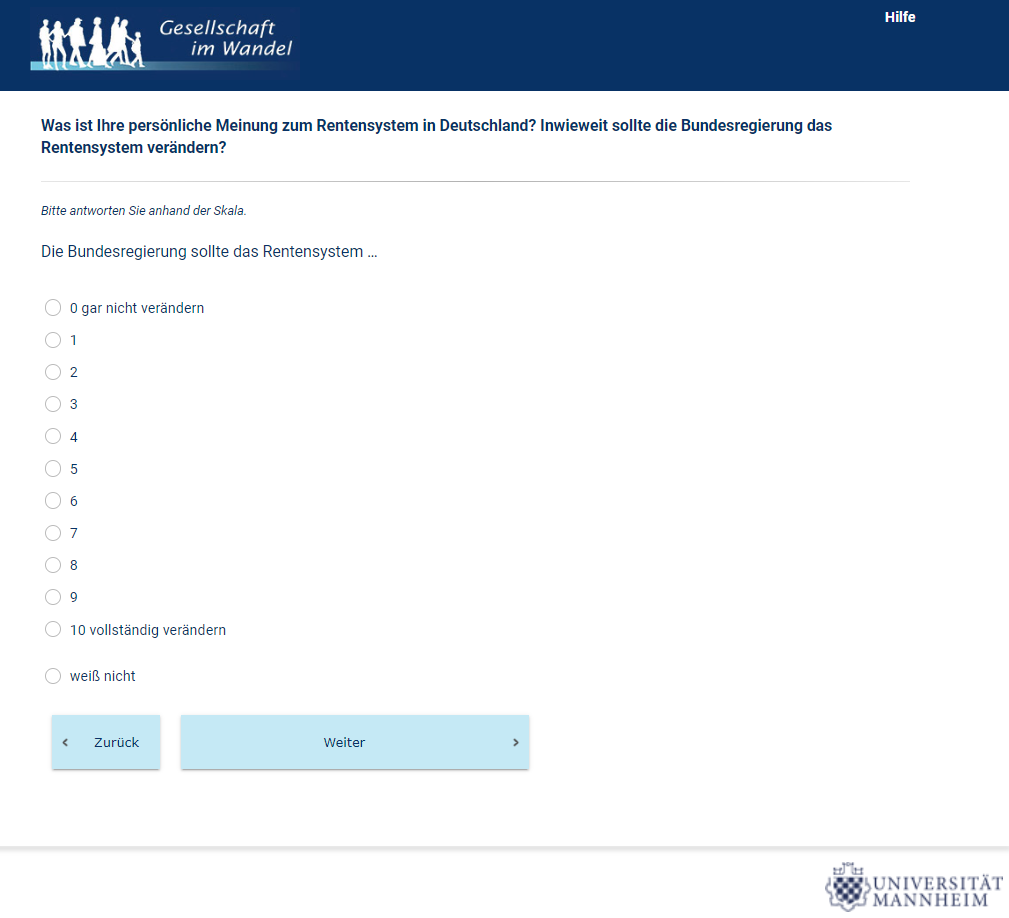 Gesellschaft
im Wandel
Hilfe
Was ist Ihre persönliche Meinung zum Rentensystem in Deutschland? Inwieweit sollte die Bundesregierung das
Rentensystem verändern?
Bitte antworten Sie anhand der Skala.
Die Bundesregierung sollte das Rentensystem ...
0 gar nicht verändern
1
2
3
4
5
6
7
8
9
10 vollständig verändern
weiß nicht
‹ Zurück
Weiter ›
UNIVERSITÄT
MANNHEIM